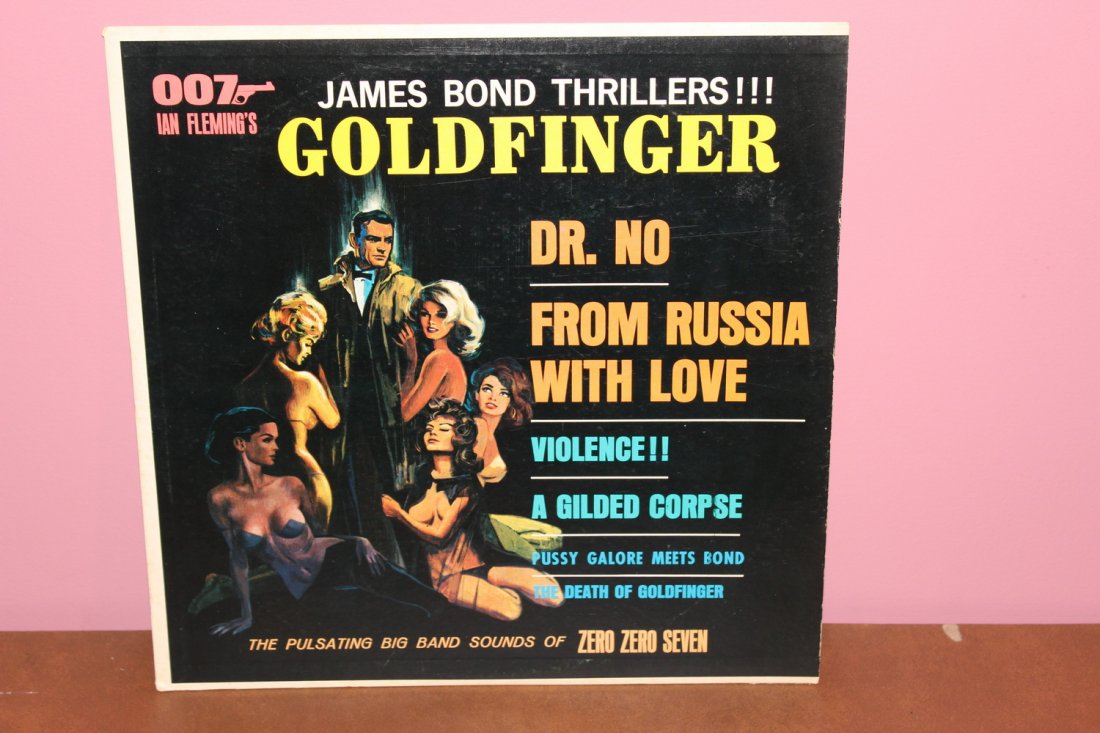 007
IAN FLEMING'S
JAMES BOND THRILLERS!!!
GOLDFINGER
DR. NO
FROM RUSSIA
WITH LOVE
VIOLENCE!!
A GILDED CORPSE
PUSSY GALORE MEETS BOND
THE DEATH OF GOLDFINGER
THE PULSATING BIG BAND SOUNDS OF ZERO ZERO SEVEN